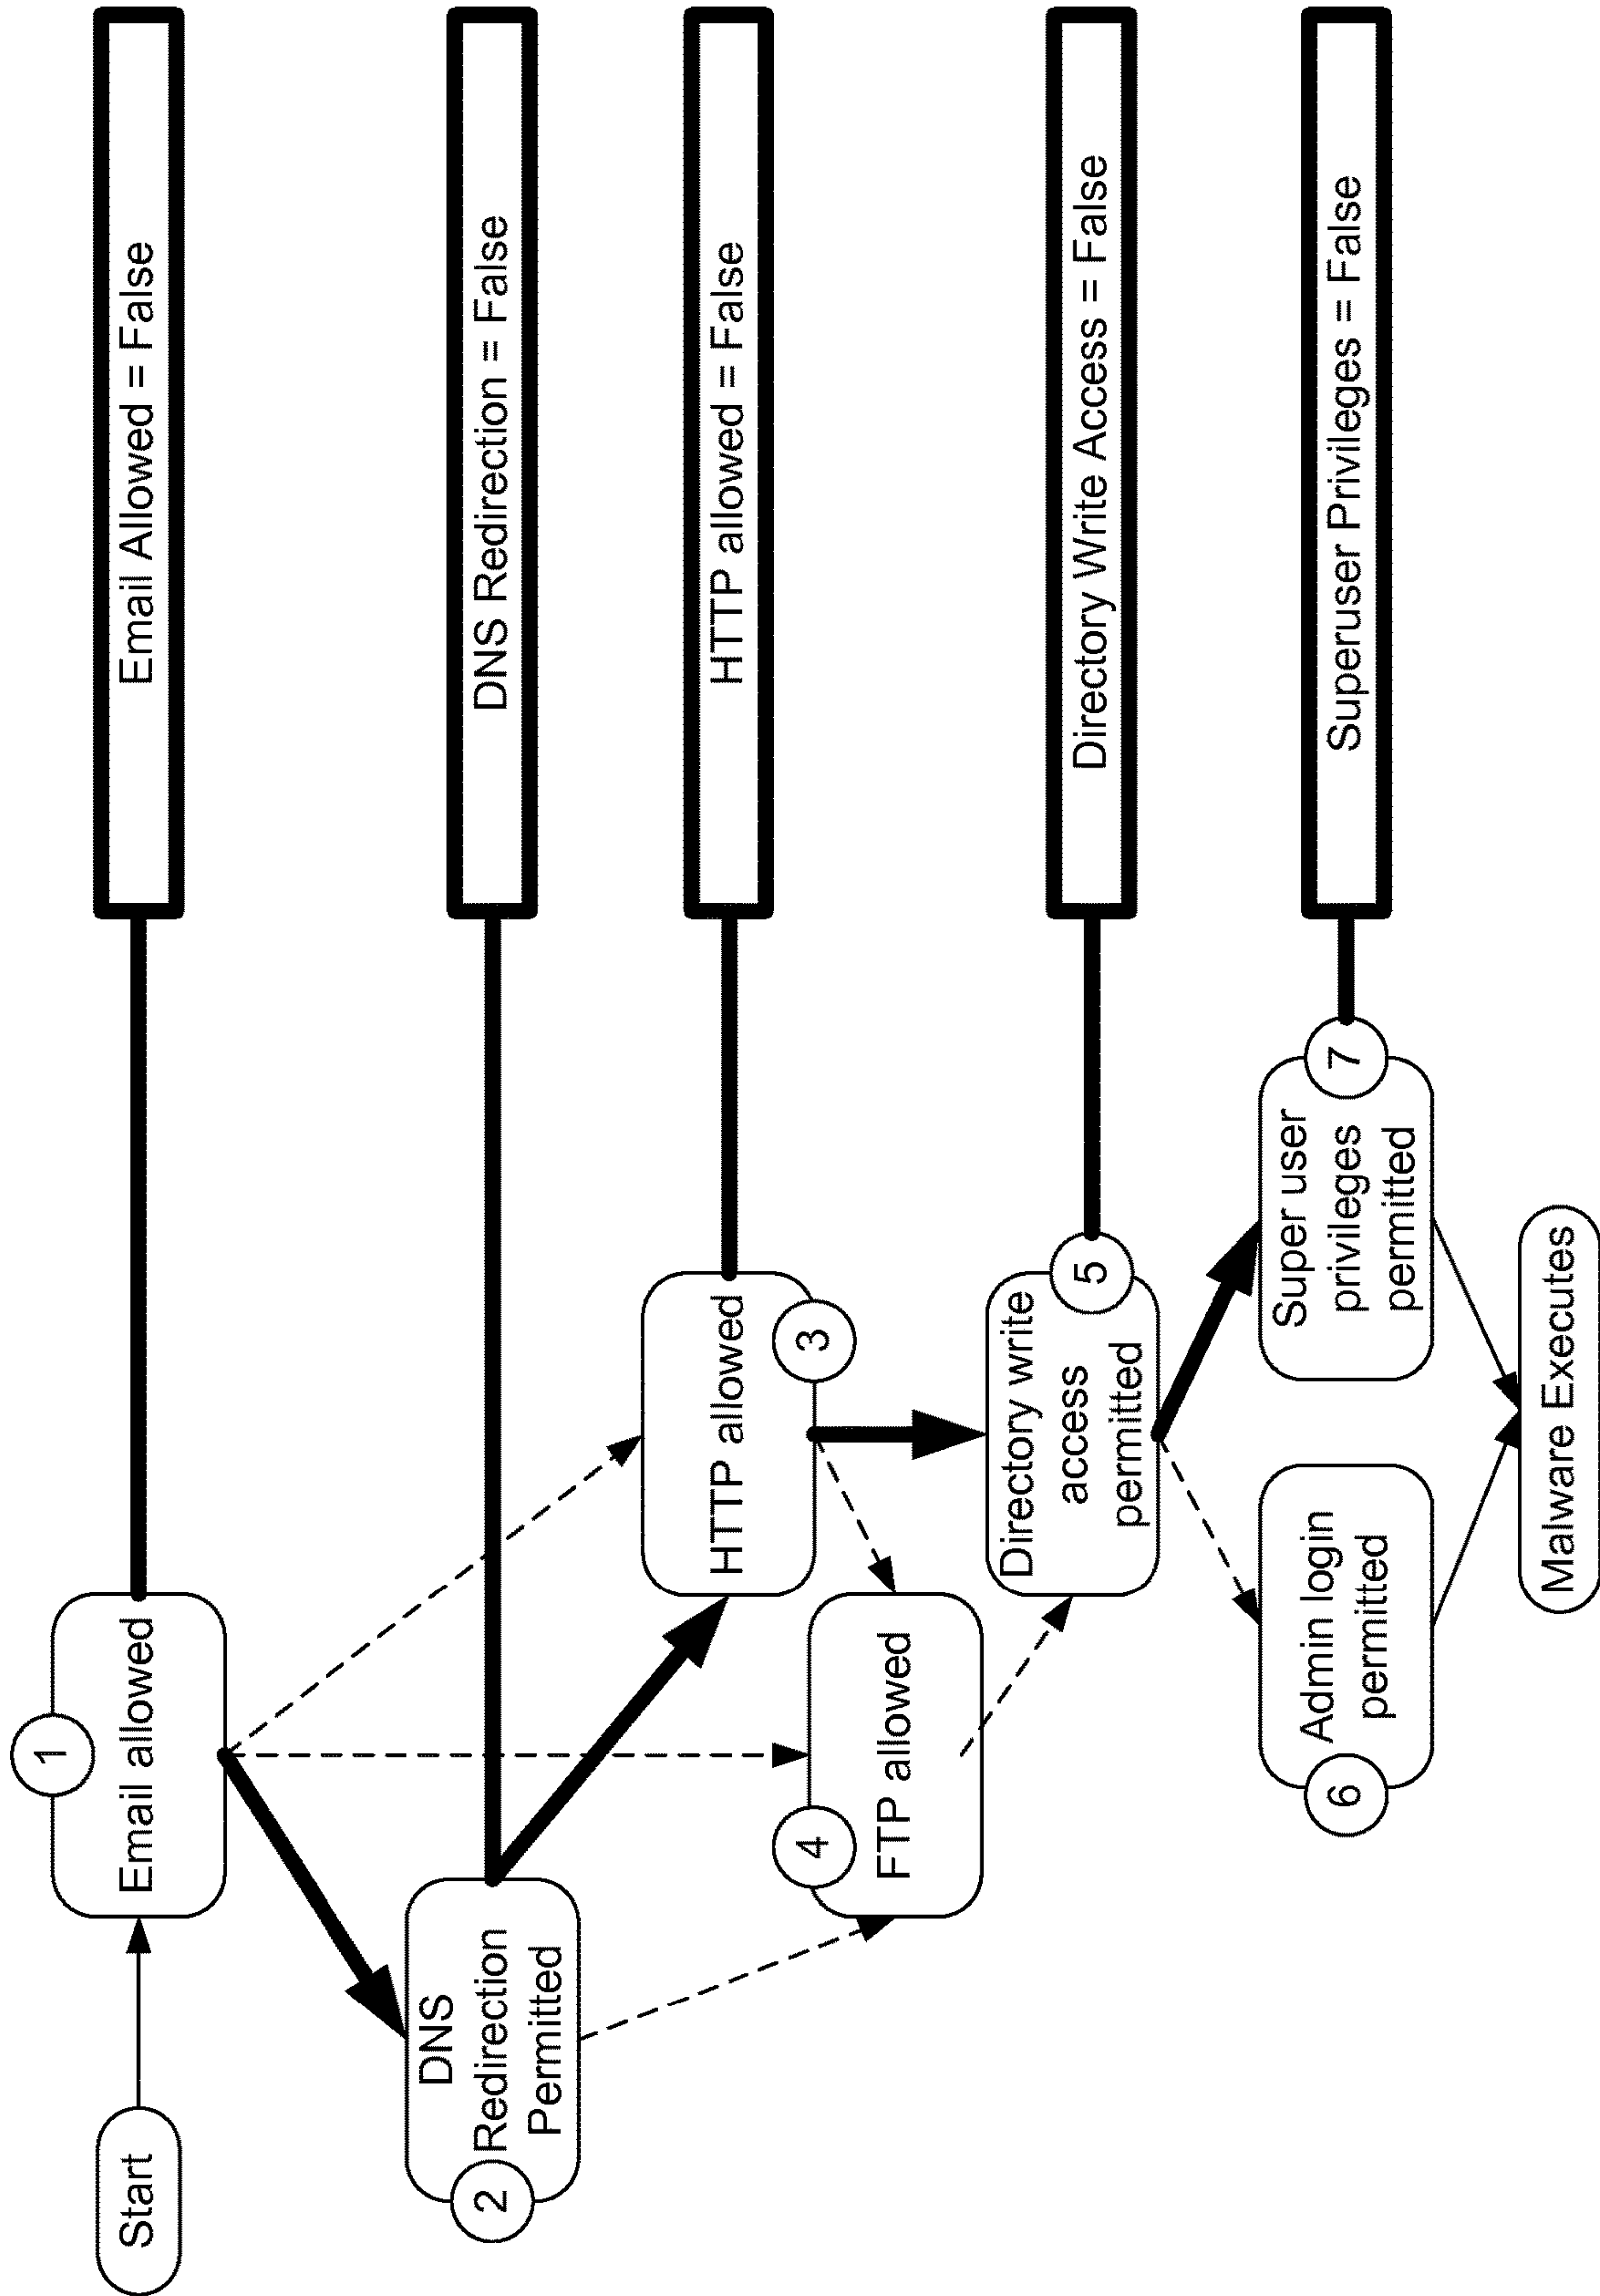 Start
1
Email allowed
Email Allowed = False
2
DNS
Redirection
Permitted
DNS Redirection = False
HTTP allowed
3
HTTP allowed = False
4
FTP allowed
Directory write
access
permitted
5
Directory Write Access = False
6
Admin login
permitted
Super user
privileges
permitted
7
Superuser Privileges = False
Malware Executes